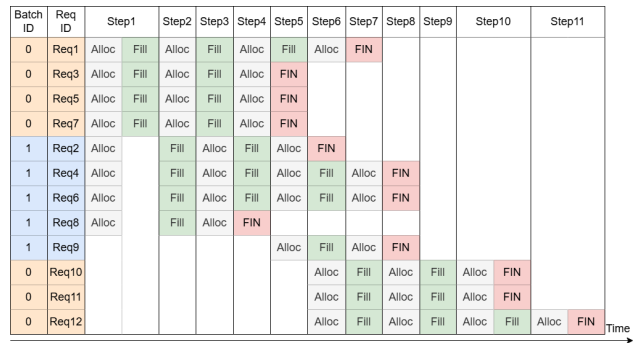 Batch ID Req ID Step1 Step2 Step3 Step4 Step5 Step6 Step7 Step8 Step9 Step10 Step11
0 Req1 Alloc Fill Alloc Fill Alloc Fill Alloc FIN
0 Req3 Alloc Fill Alloc Fill Alloc FIN
0 Req5 Alloc Fill Alloc Fill Alloc FIN
0 Req7 Alloc Fill Alloc Fill Alloc FIN
1 Req2 Alloc Fill Alloc Fill Alloc FIN
1 Req4 Alloc Fill Alloc Fill Alloc Fill Alloc FIN
1 Req6 Alloc Fill Alloc Fill Alloc Fill Alloc FIN
1 Req8 Alloc Fill Alloc FIN
1 Req9 Alloc Fill Alloc FIN
0 Req10 Alloc Fill Alloc Fill Alloc FIN
0 Req11 Alloc Fill Alloc Fill Alloc FIN
0 Req12 Alloc Fill Alloc Fill Alloc Fill Alloc FIN
Time